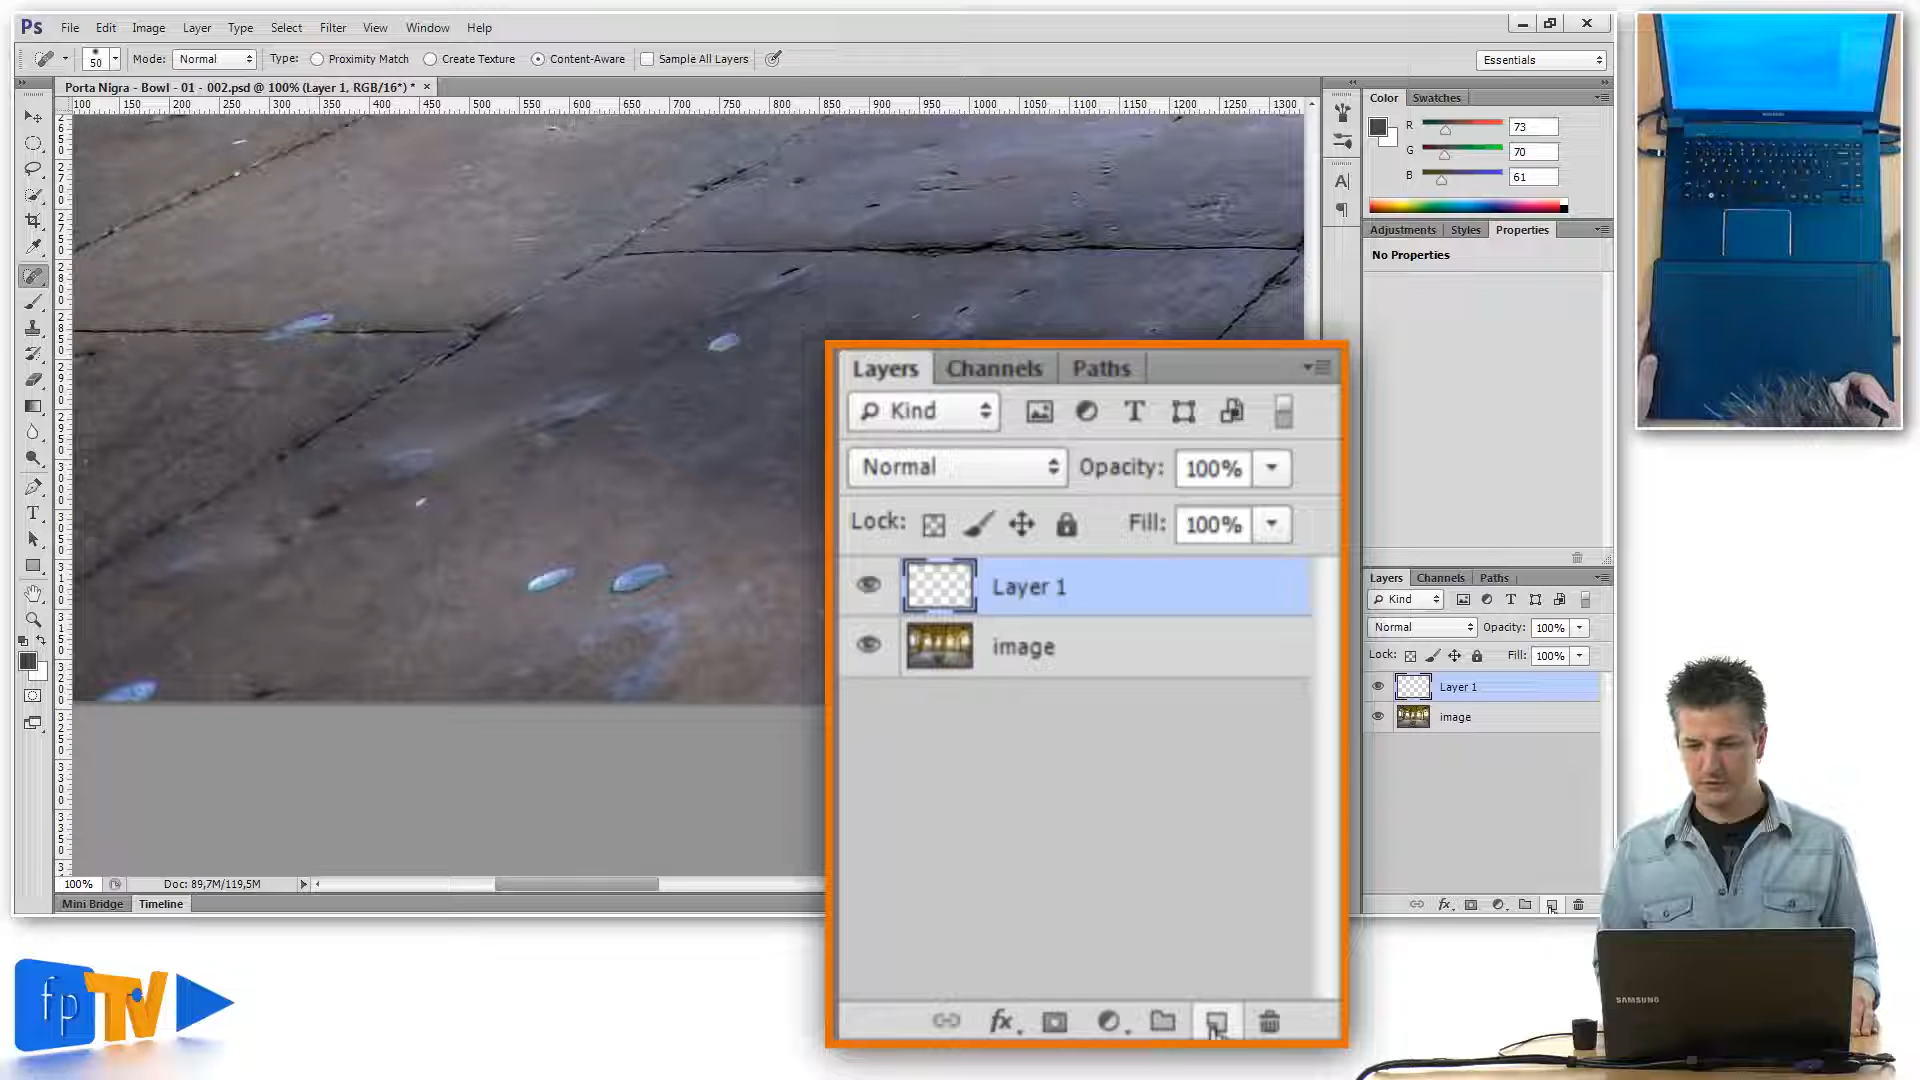 Ps File Edit Image Layer Type Select Filter View Window Help
50 Mode: Normal Type: Proximity Match Create Texture Content-Aware Sample All Layers Essentials
Porta Nigra - Bowl - 01 - 002.psd @ 100% (Layer 1, RGB/16*) * ×
100 150 200 250 300 350 400 450 500 550 600 650 700 750 800 850 900 950 1000 1050 1100 1150 1200 1250 1300
Color Swatches
R 73
G 70
B 61
Adjustments Styles Properties
No Properties
Layers Channels Paths
Kind
Normal Opacity: 100%
Lock: Fill: 100%
Layer 1
image
Layers Channels Paths
Kind
Normal Opacity: 100%
Lock: Fill: 100%
Layer 1
image
fx
fx
100% Doc: 89,7M/119,5M
Mini Bridge Timeline
fp TV
SAMSUNG